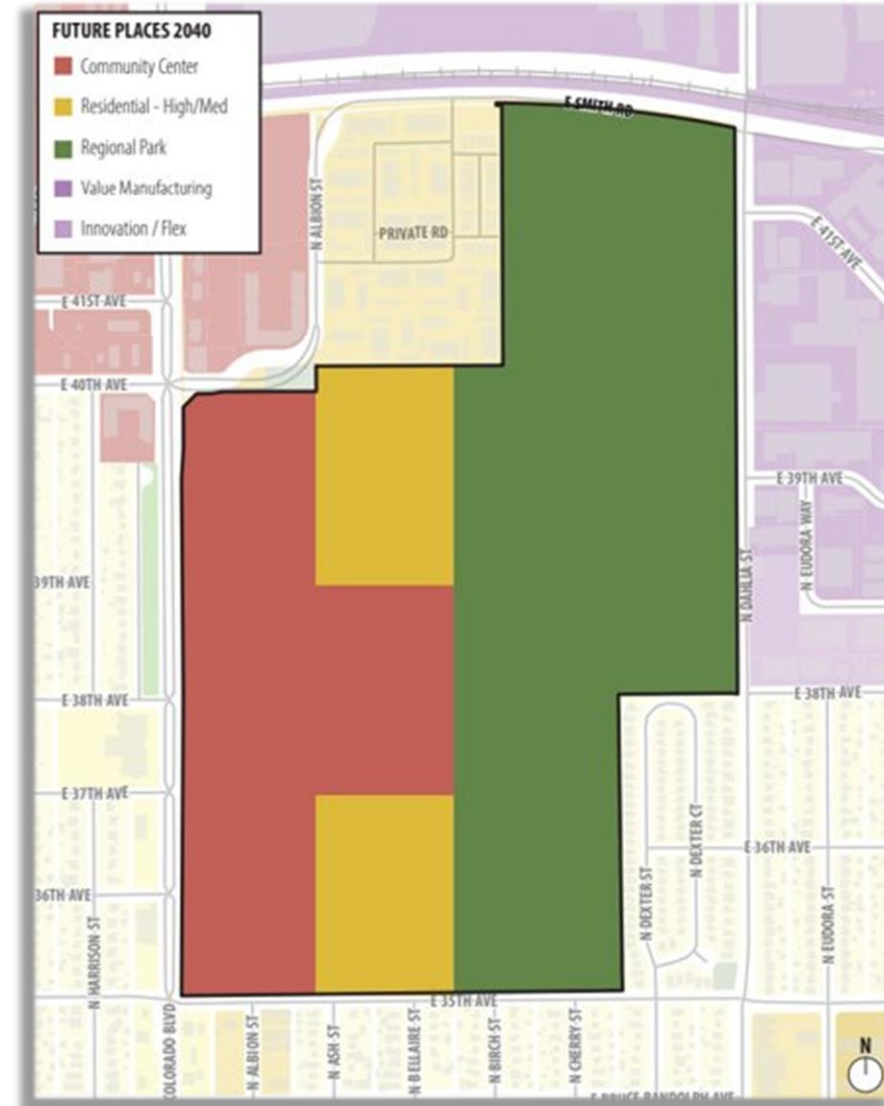 FUTURE PLACES 2040
Community Center
Residential - High/Med
Regional Park
Value Manufacturing
Innovation / Flex
E SMITH RD
N ALBION ST
PRIVATE RD
E 41ST AVE
E 41ST AVE
E 40TH AVE
E 39TH AVE
N EUDORA WAY
N DAHLIA ST
39TH AVE
E 38TH AVE
E 38TH AVE
E 37TH AVE
N DEXTER CT
E 36TH AVE
N DEXTER ST
36TH AVE
N EUDORA ST
N HARRISON ST
E 35TH AVE
COLORADO BLVD
N ALBION ST
N ASH ST
N BELLAIRE ST
N BIRCH ST
N CHERRY ST
N
E BRUCE RANDOLPH AVE